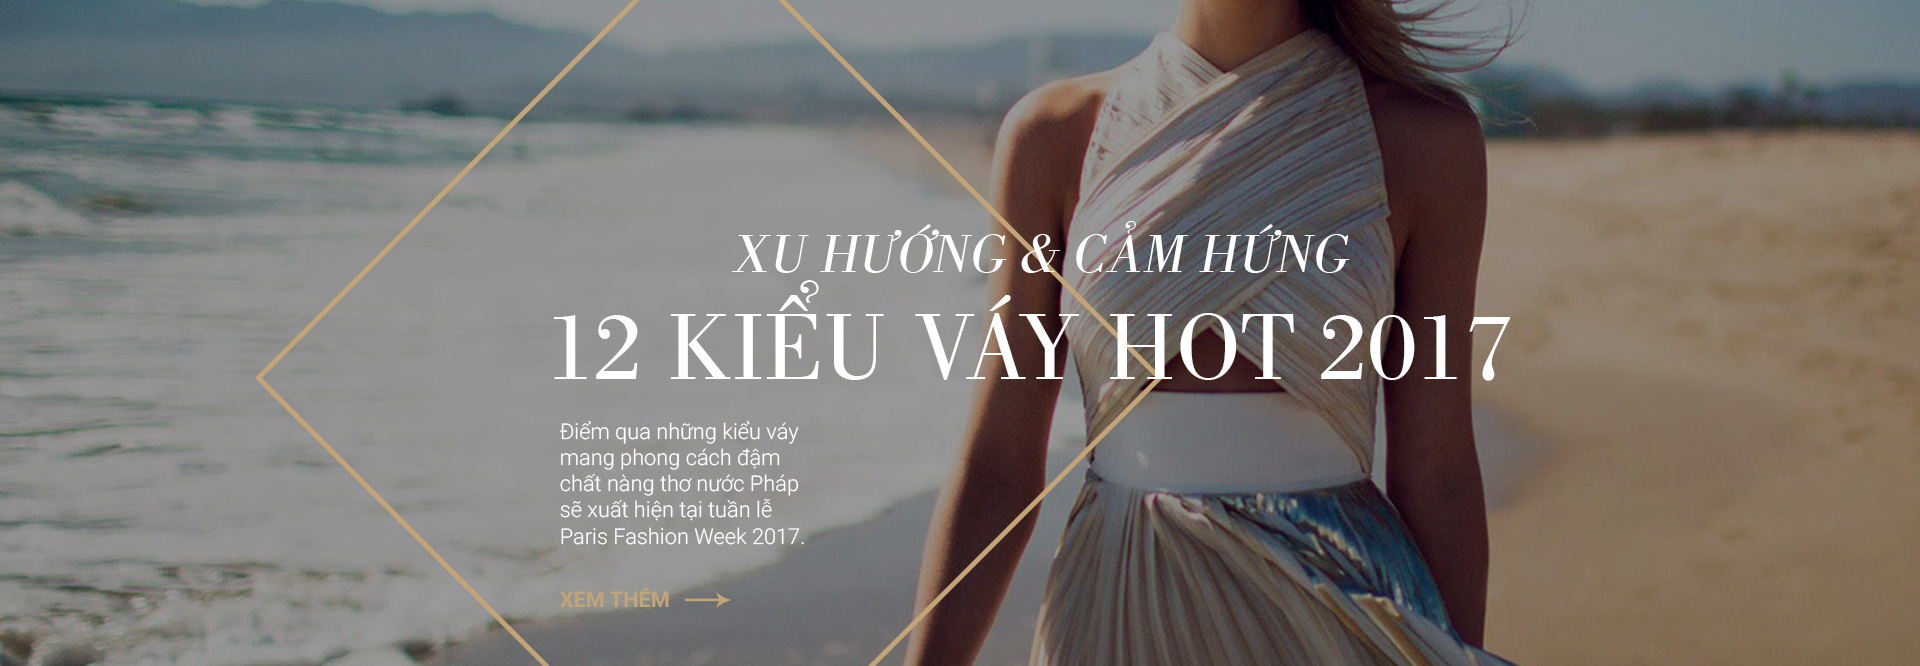 XU HƯỚNG & CẢM HỨNG
12 KIỂU VÁY HOT 2017
Điểm qua những kiểu váy
mang phong cách đậm
chất nàng thơ nước Pháp
sẽ xuất hiện tại tuần lễ
Paris Fashion Week 2017.
XEM THÊM